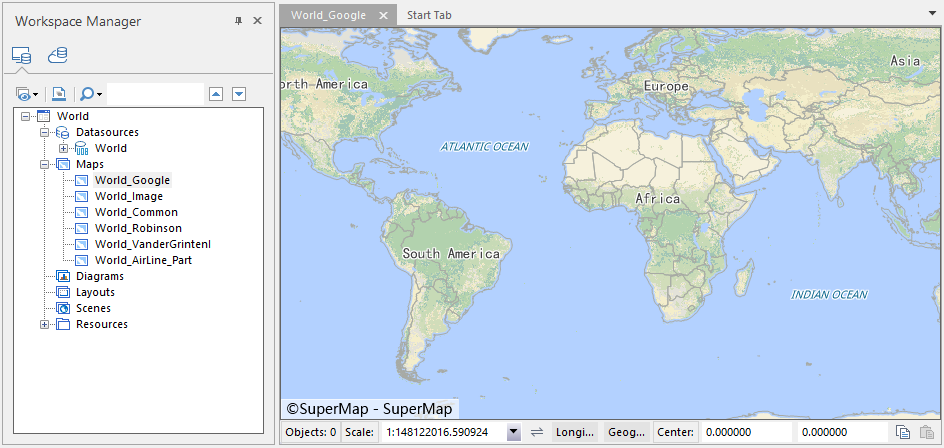 Workspace Manager
World
Datasources
World
Maps
World_Google
World_Image
World_Common
World_Robinson
World_VanderGrintenI
World_AirLine_Part
Diagrams
Layouts
Scenes
Resources
World_Google
Start Tab
orth-America
Europe
Asia
ATLANTIC OCEAN
Africa
South America
INDIAN OCEAN
©SuperMap - SuperMap
Objects: 0 Scale: 1:148122016.590924 Longi... Geog... Center: 0.000000 0.000000